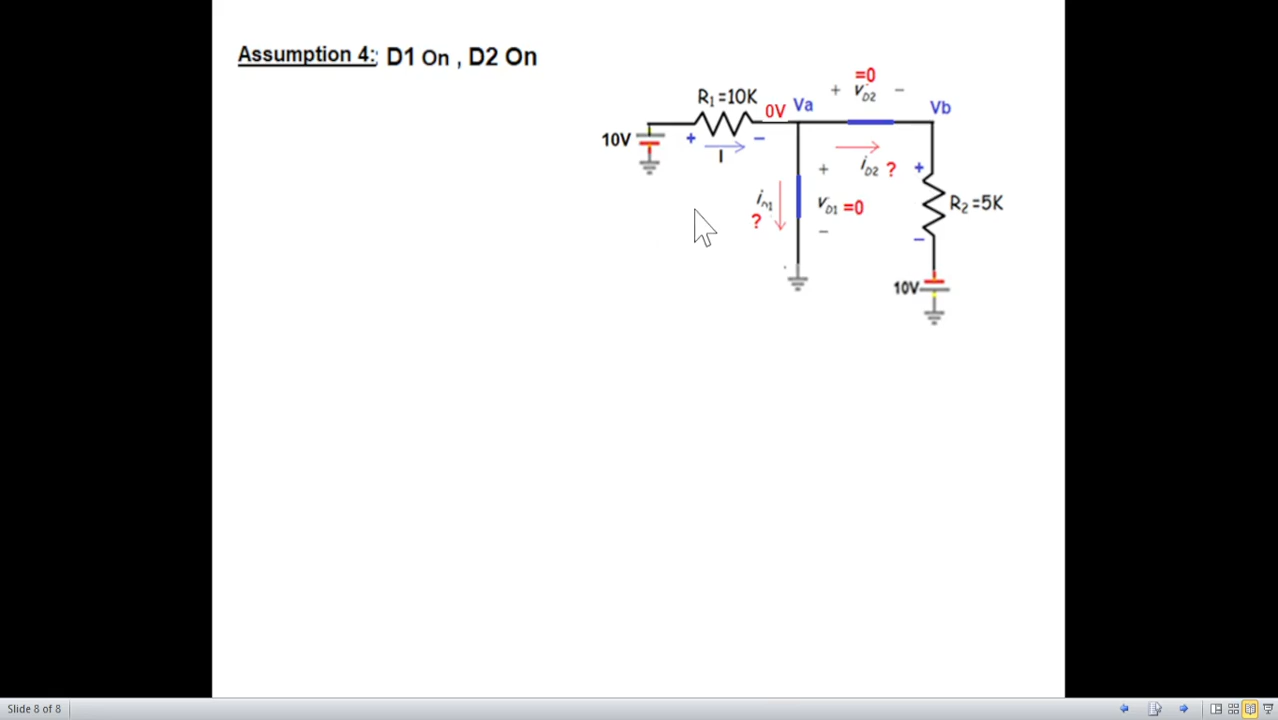 Assumption 4:; D1 On , D2 On
=0
+ VD2 −
R1 =10K
0V
Va
Vb
10V
+ −
I
iD2 ?
+
+
in1
?
VD1 =0
−
R2 =5K
−
10V
Slide 8 of 8